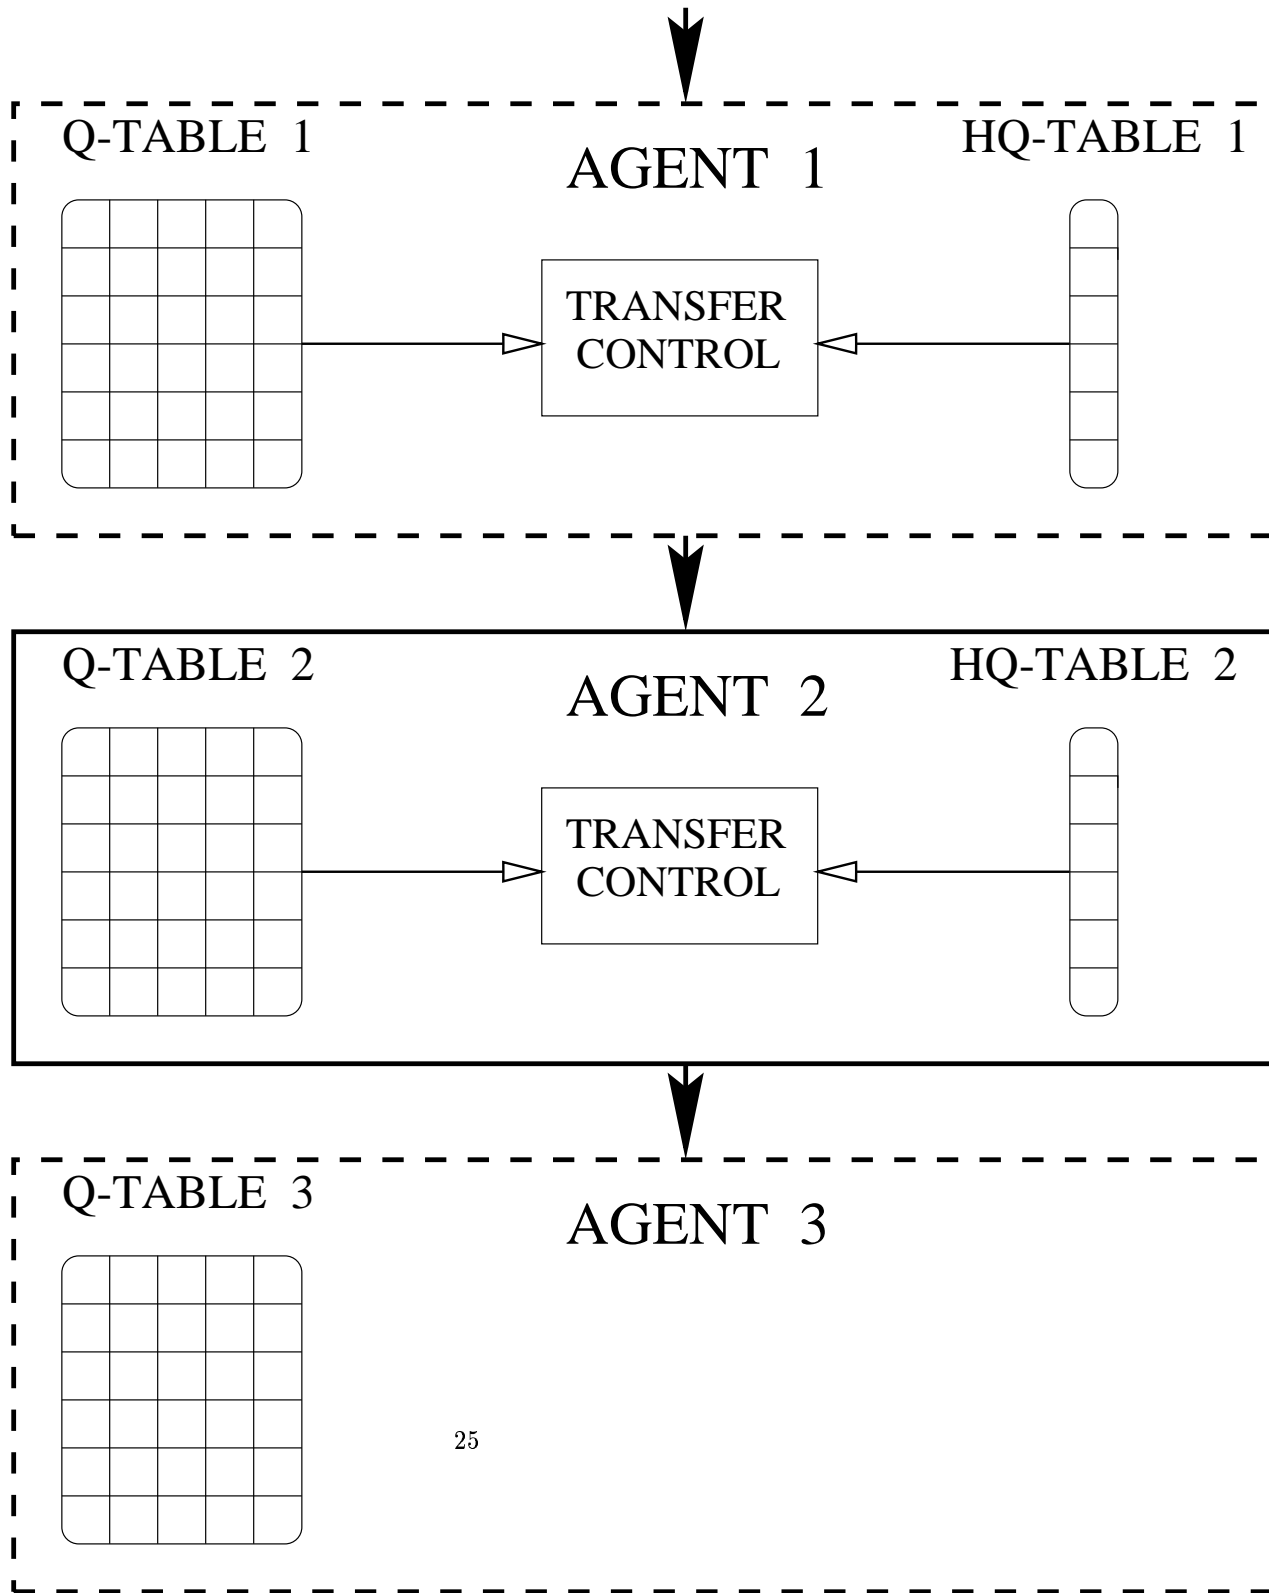 Q-TABLE 1
AGENT 1
HQ-TABLE 1
TRANSFER
CONTROL
Q-TABLE 2
AGENT 2
HQ-TABLE 2
TRANSFER
CONTROL
Q-TABLE 3
AGENT 3
25